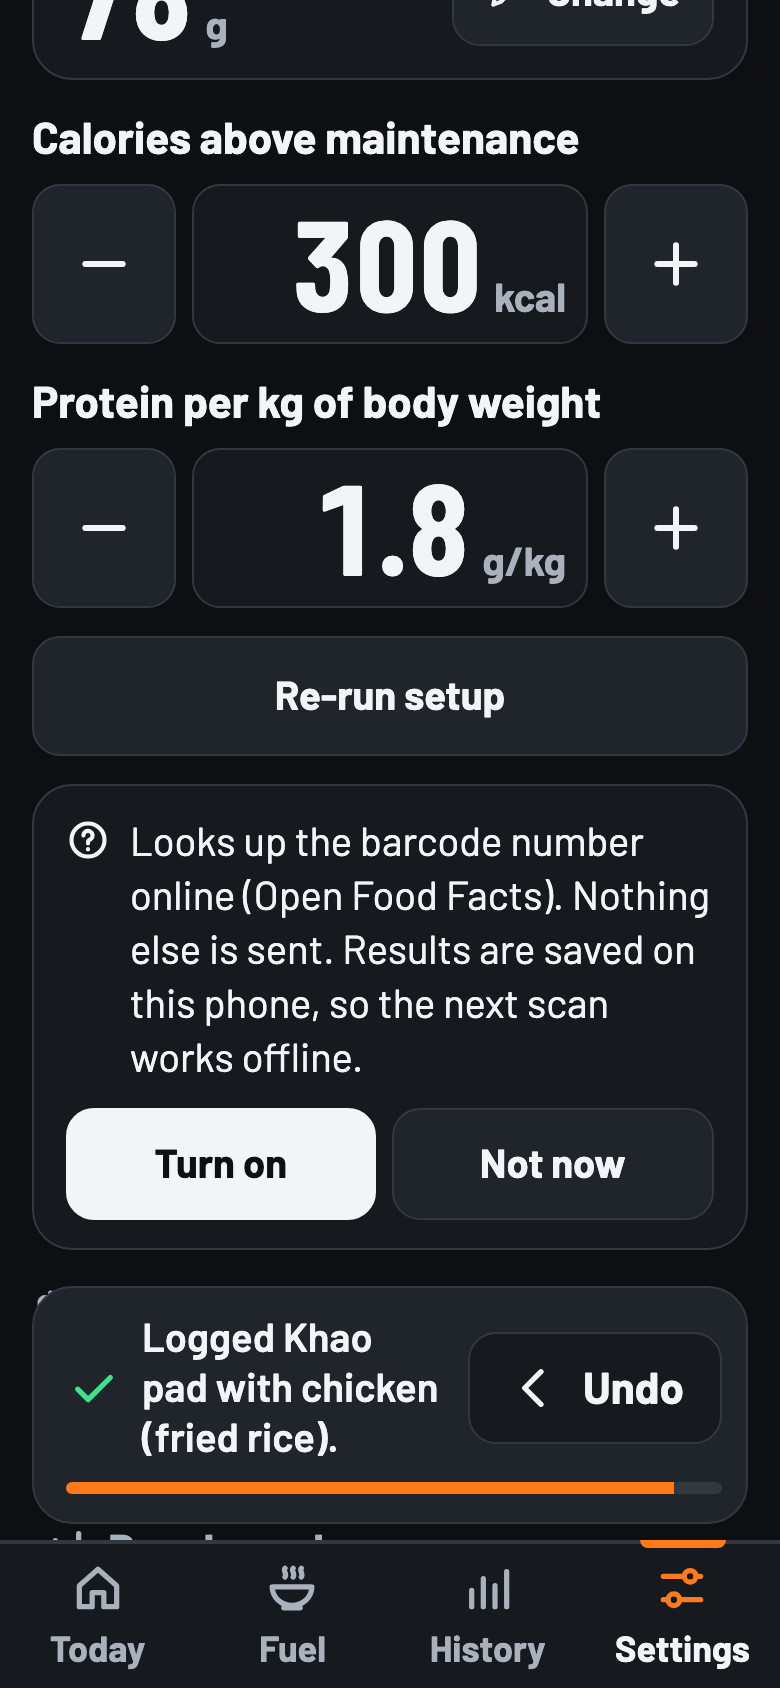 78 g
Change
Calories above maintenance
300 kcal
Protein per kg of body weight
1.8 g/kg
Re-run setup
Looks up the barcode number
online (Open Food Facts). Nothing
else is sent. Results are saved on
this phone, so the next scan
works offline.
Turn on
Not now
Logged Khao
pad with chicken
(fried rice).
Undo
Today
Fuel
History
Settings